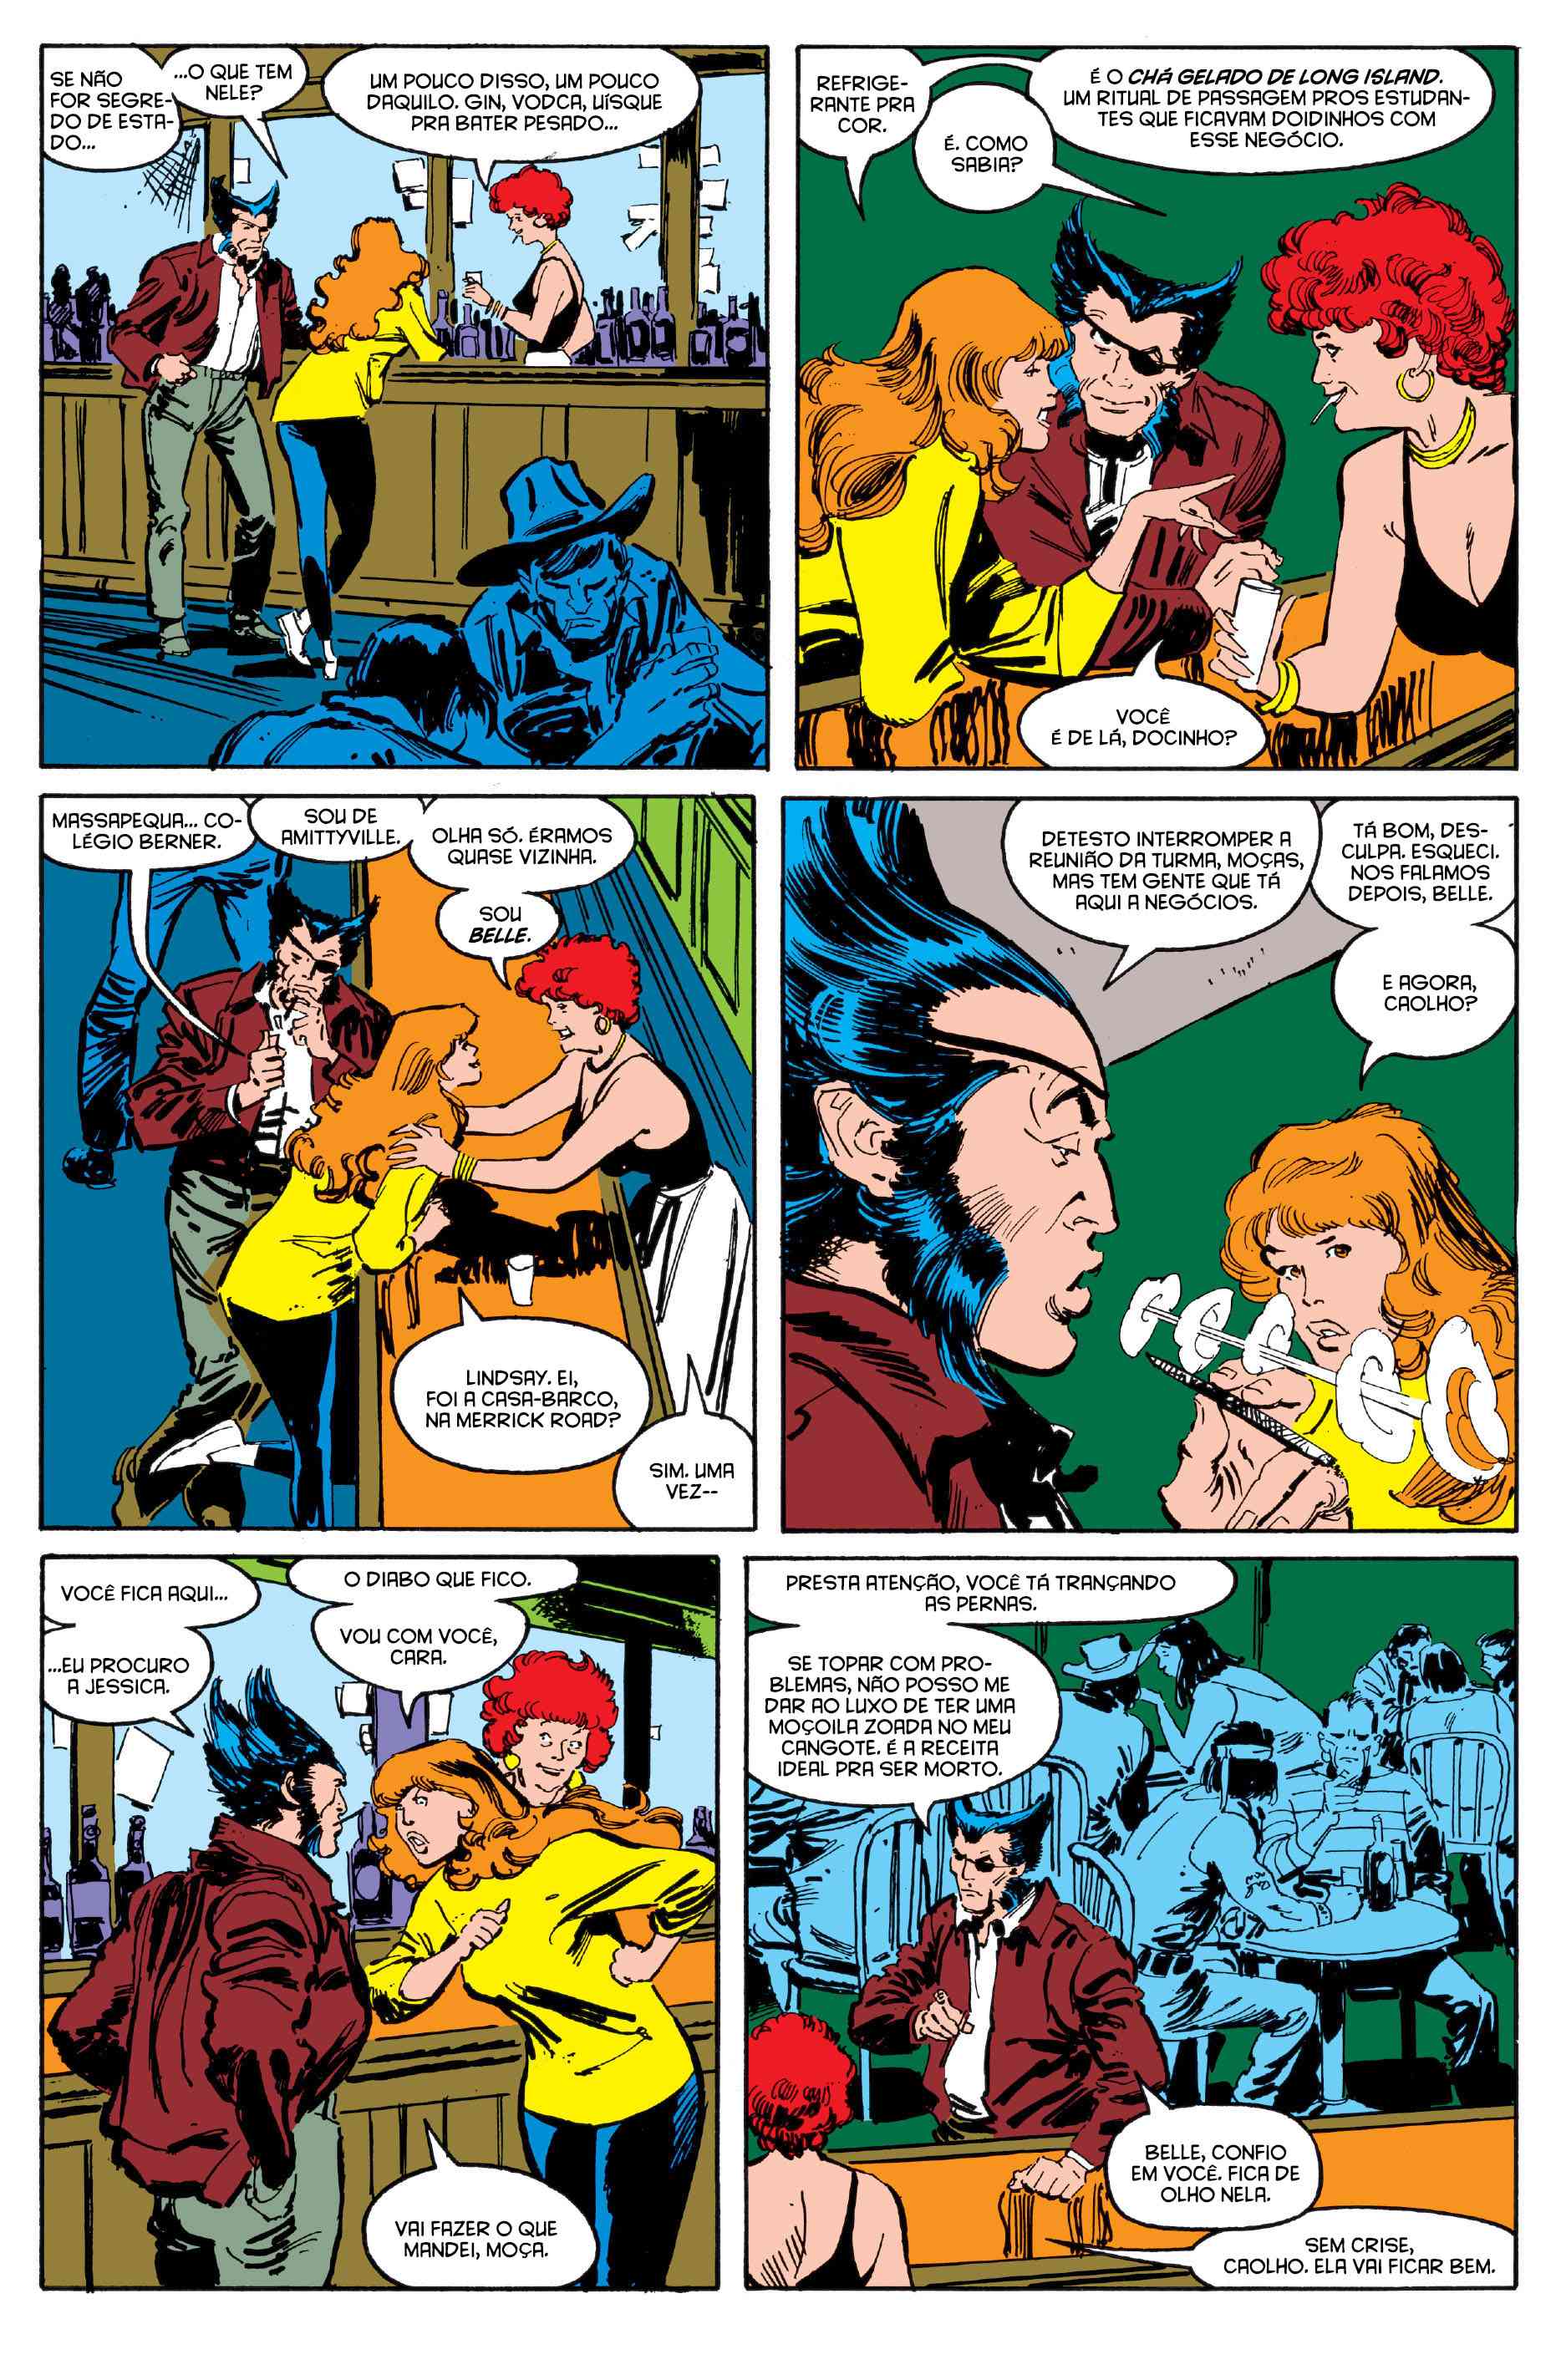 SE NÃO
FOR SEGRE-
DO DE ESTA-
DO...
...O QUE TEM
NELE?
UM POUCO DISSO, UM POUCO
DAQUILO. GIN, VODCA, UÍSQUE
PRA BATER PESADO...
REFRIGE-
RANTE PRA
COR.
É. COMO
SABIA?
É O CHÁ GELADO DE LONG ISLAND.
UM RITUAL DE PASSAGEM PROS ESTUDAN-
TES QUE FICAVAM DOIDINHOS COM
ESSE NEGÓCIO.
VOCÊ
É DE LÁ, DOCINHO?
MASSAPEQUA... CO-
LÉGIO BERNER.
SOU DE
AMITTYVILLE.
OLHA SÓ. ÉRAMOS
QUASE VIZINHA.
SOU
BELLE.
LINDSAY. EI,
FOI A CASA-BARCO,
NA MERRICK ROAD?
SIM. UMA
VEZ--
DETESTO INTERROMPER A
REUNIÃO DA TURMA, MOÇAS,
MAS TEM GENTE QUE TÁ
AQUI A NEGÓCIOS.
TÁ BOM, DES-
CULPA. ESQUECI.
NOS FALAMOS
DEPOIS, BELLE.
E AGORA,
CAOLHO?
VOCÊ FICA AQUI...
...EU PROCURO
A JESSICA.
O DIABO QUE FICO.
VOU COM VOCÊ,
CARA.
VAI FAZER O QUE
MANDEI, MOÇA.
PRESTA ATENÇÃO, VOCÊ TÁ TRANÇANDO
AS PERNAS.
SE TOPAR COM PRO-
BLEMAS, NÃO POSSO ME
DAR AO LUXO DE TER UMA
MOÇOILA ZOADA NO MEU
CANGOTE. É A RECEITA
IDEAL PRA SER MORTO.
BELLE, CONFIO
EM VOCÊ. FICA DE
OLHO NELA.
SEM CRISE,
CAOLHO. ELA VAI FICAR BEM.